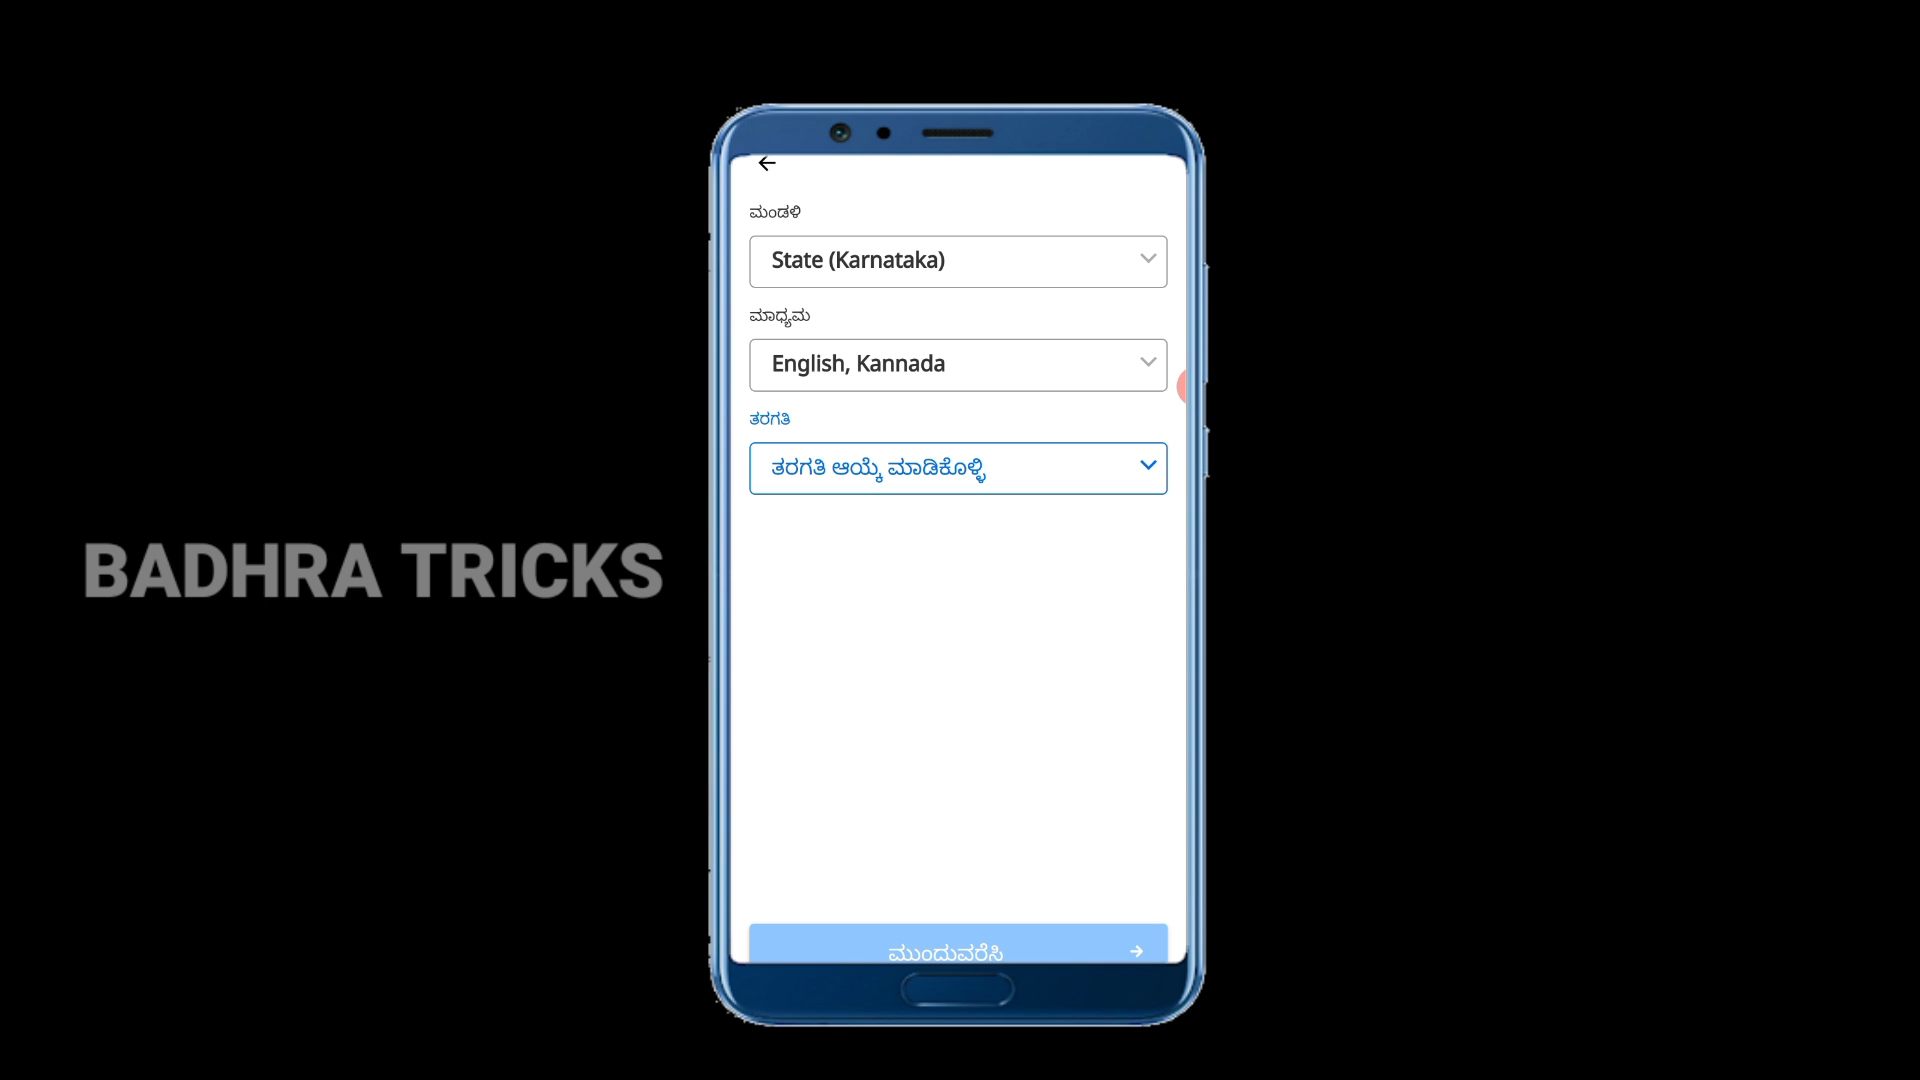 ಮಂಡಳಿ
State (Karnataka)
ಮಾಧ್ಯಮ
English, Kannada
ತರಗತಿ
ತರಗತಿ ಆಯ್ಕೆ ಮಾಡಿಕೊಳ್ಳಿ
BADHRA TRICKS
ಮುಂದುವರೆಸಿ